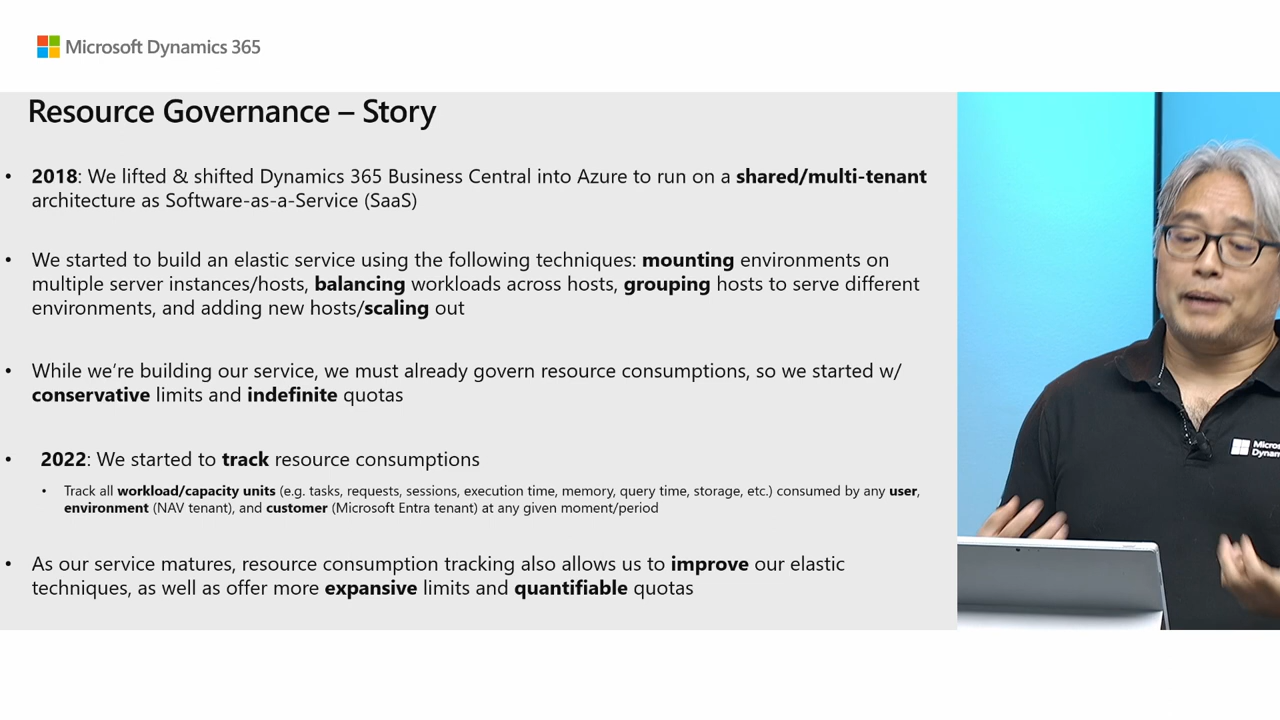 Microsoft Dynamics 365
Resource Governance – Story
• 2018: We lifted & shifted Dynamics 365 Business Central into Azure to run on a shared/multi-tenant
architecture as Software-as-a-Service (SaaS)
• We started to build an elastic service using the following techniques: mounting environments on
multiple server instances/hosts, balancing workloads across hosts, grouping hosts to serve different
environments, and adding new hosts/scaling out
• While we’re building our service, we must already govern resource consumptions, so we started w/
conservative limits and indefinite quotas
• 2022: We started to track resource consumptions
• Track all workload/capacity units (e.g. tasks, requests, sessions, execution time, memory, query time, storage, etc.) consumed by any user,
environment (NAV tenant), and customer (Microsoft Entra tenant) at any given moment/period
• As our service matures, resource consumption tracking also allows us to improve our elastic
techniques, as well as offer more expansive limits and quantifiable quotas